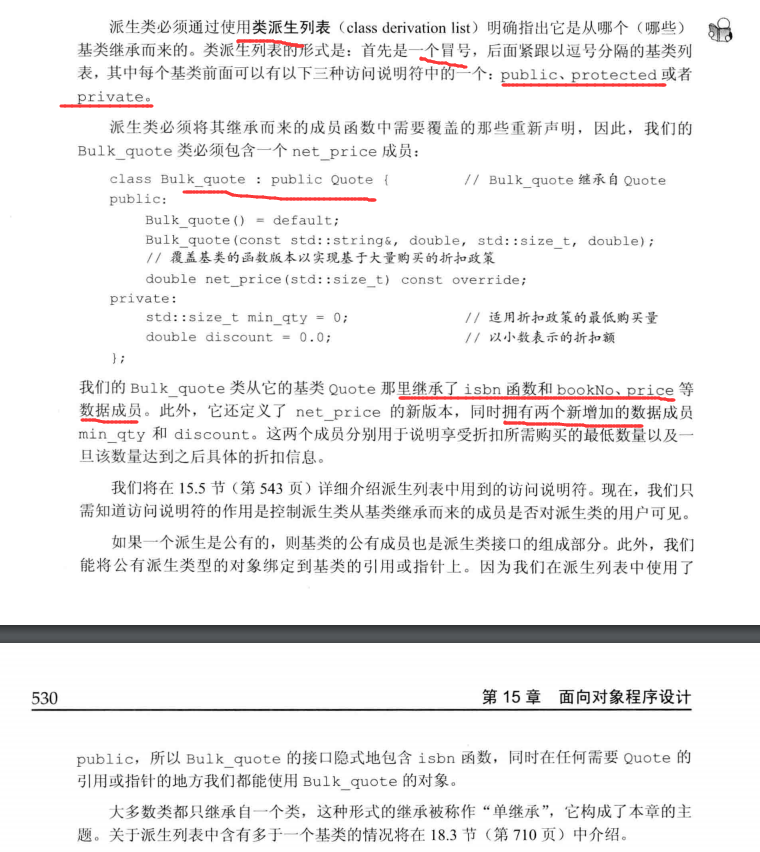 派生类必须通过使用类派生列表（class derivation list）明确指出它是从哪个（哪些）
基类继承而来的。类派生列表的形式是：首先是一个冒号，后面紧跟以逗号分隔的基类列
表，其中每个基类前面可以有以下三种访问说明符中的一个：public、protected 或者
private。
派生类必须将其继承而来的成员函数中需要覆盖的那些重新声明，因此，我们的
Bulk_quote 类必须包含一个 net_price 成员：
class Bulk_quote : public Quote { // Bulk_quote 继承自 Quote
public:
Bulk_quote() = default;
Bulk_quote(const std::string&, double, std::size_t, double);
// 覆盖基类的函数版本以实现基于大量购买的折扣政策
double net_price(std::size_t) const override;
private:
std::size_t min_qty = 0; // 适用折扣政策的最低购买量
double discount = 0.0; // 以小数表示的折扣额
};
我们的 Bulk_quote 类从它的基类 Quote 那里继承了 isbn 函数和 bookNo、price 等
数据成员。此外，它还定义了 net_price 的新版本，同时拥有两个新增加的数据成员
min_qty 和 discount。这两个成员分别用于说明享受折扣所需购买的最低数量以及一
旦该数量达到之后具体的折扣信息。
我们将在 15.5 节（第 543 页）详细介绍派生列表中用到的访问说明符。现在，我们只
需知道访问说明符的作用是控制派生类从基类继承而来的成员是否对派生类的用户可见。
如果一个派生是公有的，则基类的公有成员也是派生类接口的组成部分。此外，我们
能将公有派生类型的对象绑定到基类的引用或指针上。因为我们在派生列表中使用了
530 第 15 章 面向对象程序设计
public，所以 Bulk_quote 的接口隐式地包含 isbn 函数，同时在任何需要 Quote 的
引用或指针的地方我们都能使用 Bulk_quote 的对象。
大多数类都只继承自一个类，这种形式的继承被称作“单继承”，它构成了本章的主
题。关于派生列表中含有多于一个基类的情况将在 18.3 节（第 710 页）中介绍。